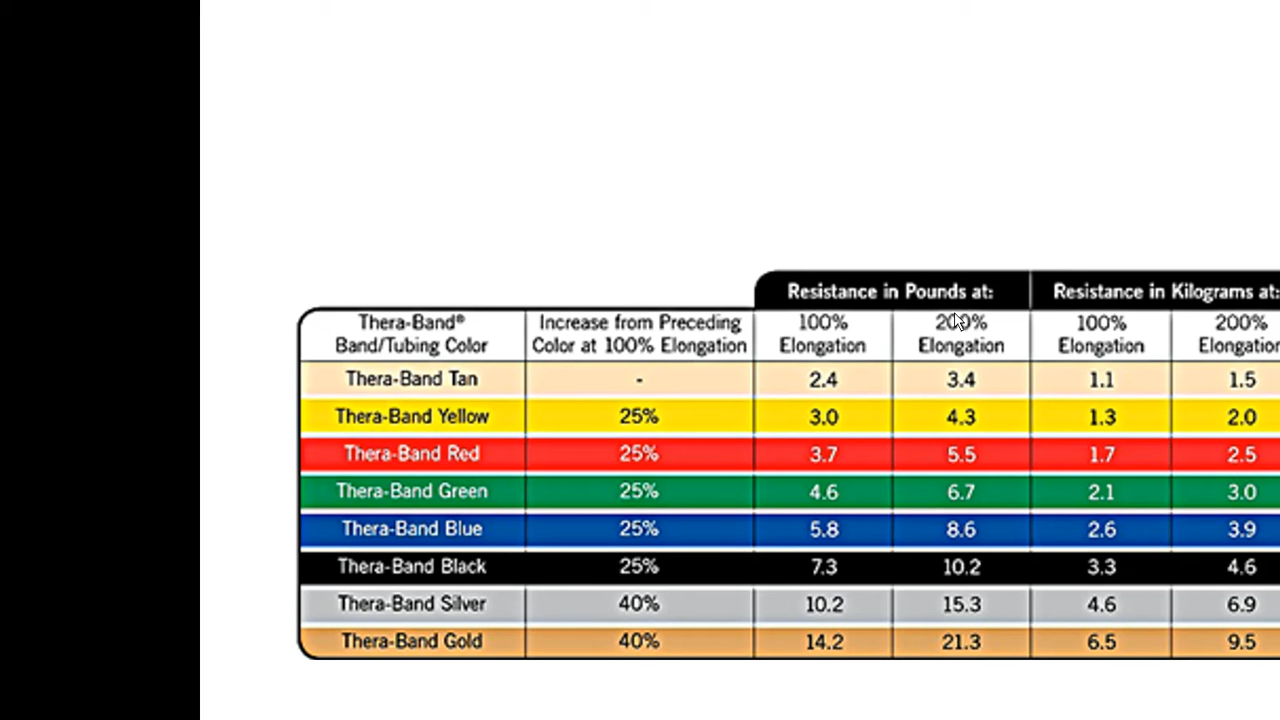 Resistance in Pounds at: Resistance in Kilograms at:
Thera-Band® Increase from Preceding 100% 200% 100% 200%
Band/Tubing Color Color at 100% Elongation Elongation Elongation Elongation Elongation
Thera-Band Tan - 2.4 3.4 1.1 1.5
Thera-Band Yellow 25% 3.0 4.3 1.3 2.0
Thera-Band Red 25% 3.7 5.5 1.7 2.5
Thera-Band Green 25% 4.6 6.7 2.1 3.0
Thera-Band Blue 25% 5.8 8.6 2.6 3.9
Thera-Band Black 25% 7.3 10.2 3.3 4.6
Thera-Band Silver 40% 10.2 15.3 4.6 6.9
Thera-Band Gold 40% 14.2 21.3 6.5 9.5